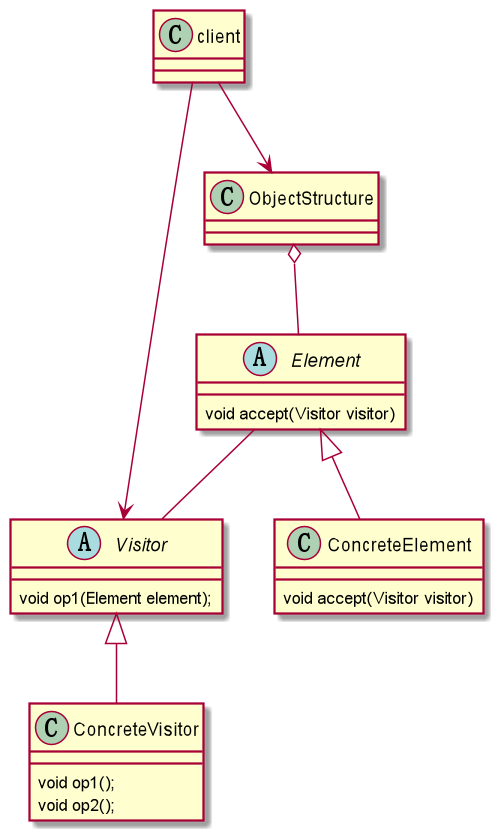 C client
C ObjectStructure
A Element
void accept(Visitor visitor)
A Visitor
void op1(Element element);
C ConcreteElement
void accept(Visitor visitor)
C ConcreteVisitor
void op1();
void op2();